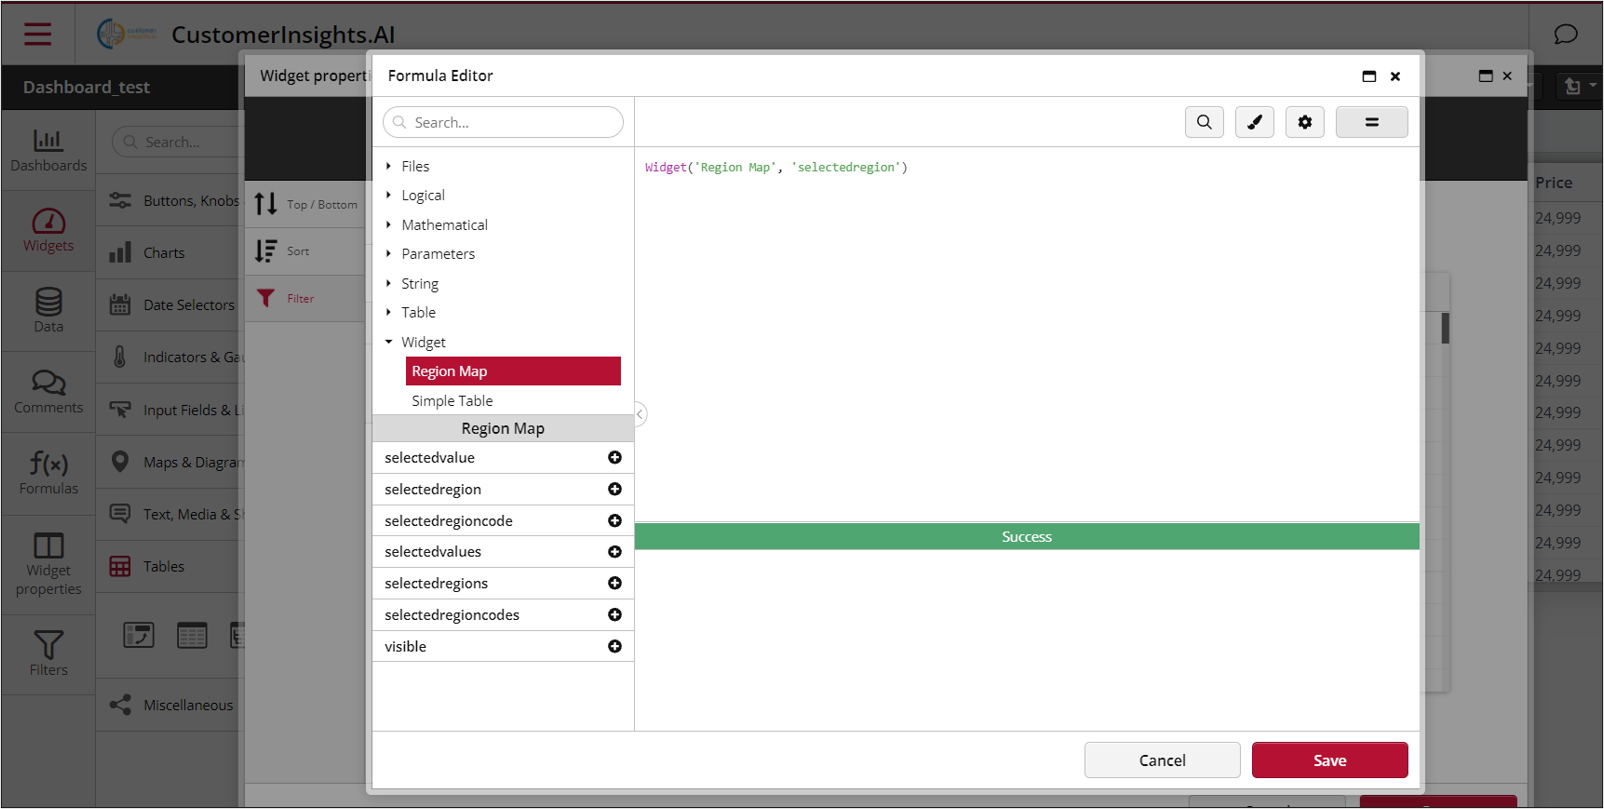 CustomerInsights.AI
Dashboard_test
Dashboards
Widgets
Data
Comments
f(x)
Formulas
Widget
properties
Filters
Search...
Buttons, Knobs
Charts
Date Selectors
Indicators &
Input Fields &
Maps &
Text, Media &
Tables
Miscellaneous
Widget
Top / Bottom
Sort
Filter
Formula Editor
Search...
Files
Logical
Mathematical
Parameters
String
Table
Widget
Region Map
Simple Table
Region Map
selectedvalue
selectedregion
selectedregioncode
selectedvalues
selectedregions
selectedregioncodes
visible
Widget('Region Map', 'selectedregion')
Success
Cancel
Save
Price
24,999
24,999
24,999
24,999
24,999
24,999
24,999
24,999
24,999
24,999
24,999
24,999